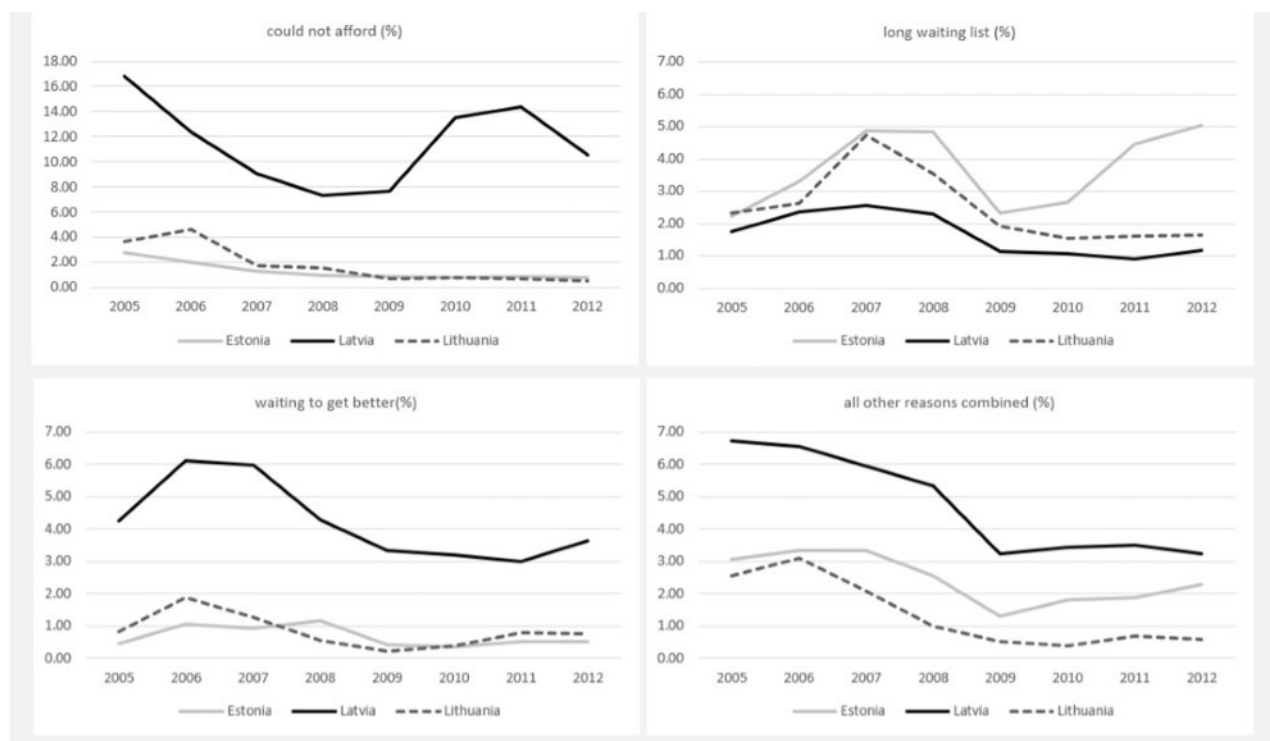 could not afford (%)
18.00
16.00
14.00
12.00
10.00
8.00
6.00
4.00
2.00
0.00
2005 2006 2007 2008 2009 2010 2011 2012
Estonia Latvia Lithuania
long waiting list (%)
7.00
6.00
5.00
4.00
3.00
2.00
1.00
0.00
2005 2006 2007 2008 2009 2010 2011 2012
Estonia Latvia Lithuania
waiting to get better(%)
7.00
6.00
5.00
4.00
3.00
2.00
1.00
0.00
2005 2006 2007 2008 2009 2010 2011 2012
Estonia Latvia Lithuania
all other reasons combined (%)
7.00
6.00
5.00
4.00
3.00
2.00
1.00
0.00
2005 2006 2007 2008 2009 2010 2011 2012
Estonia Latvia Lithuania